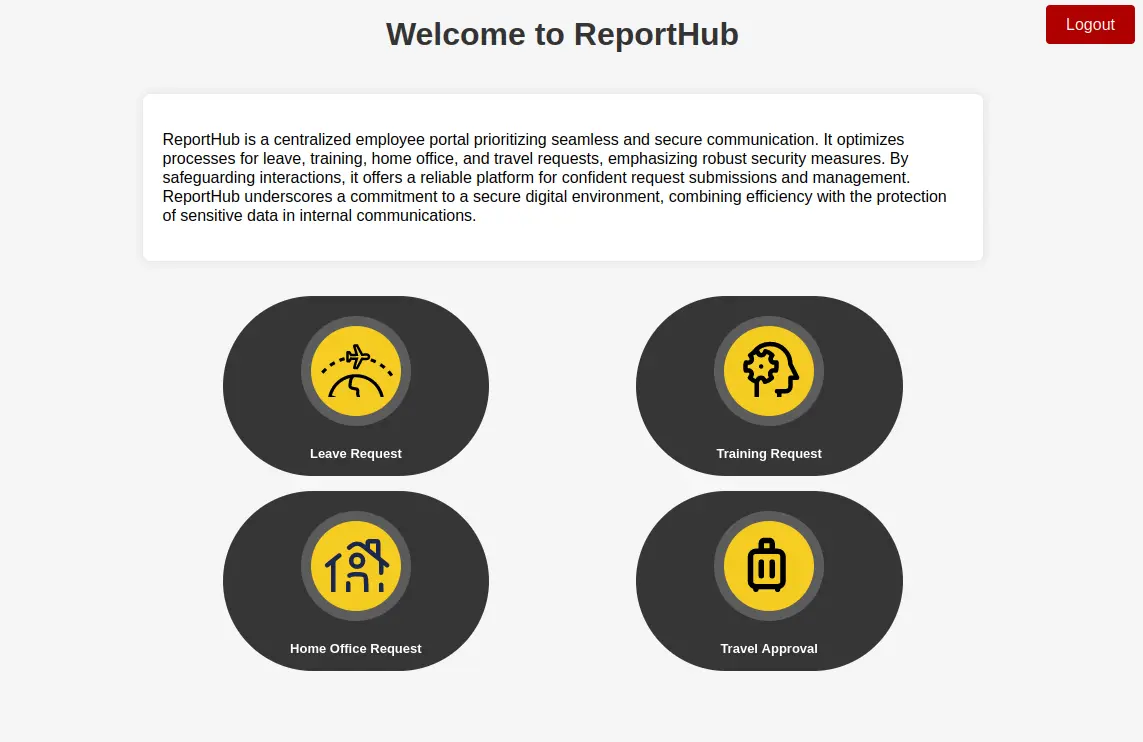 Welcome to ReportHub
Logout
ReportHub is a centralized employee portal prioritizing seamless and secure communication. It optimizes
processes for leave, training, home office, and travel requests, emphasizing robust security measures. By
safeguarding interactions, it offers a reliable platform for confident request submissions and management.
ReportHub underscores a commitment to a secure digital environment, combining efficiency with the protection
of sensitive data in internal communications.
Leave Request
Training Request
Home Office Request
Travel Approval